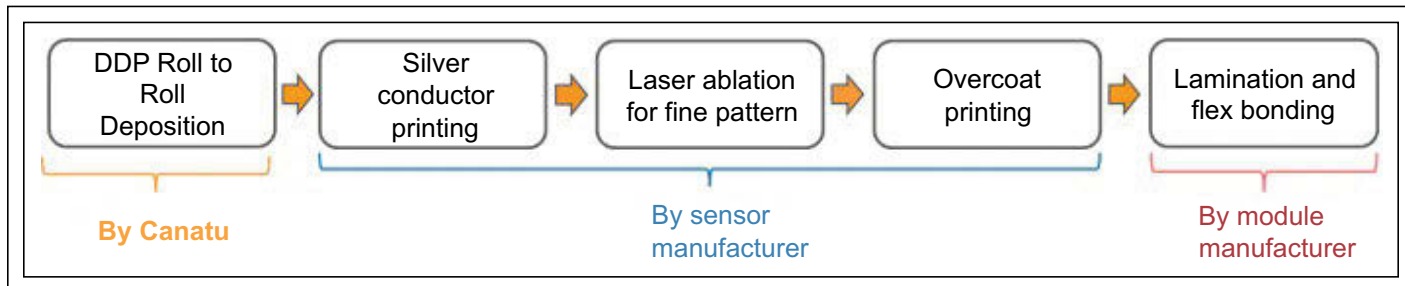 DDP Roll to
Roll
Deposition
Silver
conductor
printing
Laser ablation
for fine pattern
Overcoat
printing
Lamination and
flex bonding
By Canatu
By sensor
manufacturer
By module
manufacturer